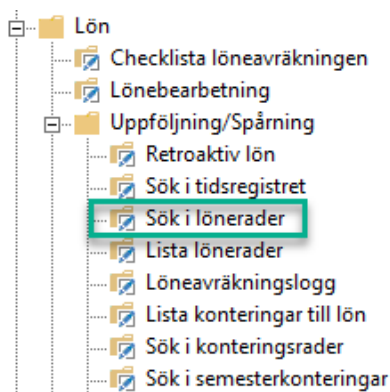 Lön
Checklista löneavräkningen
Lönebearbetning
Uppföljning/Spårning
Retroaktiv lön
Sök i tidsregistret
Sök i lönerader
Lista lönerader
Löneavräkningslogg
Lista konteringar till lön
Sök i konteringsrader
Sök i semesterkonteringar